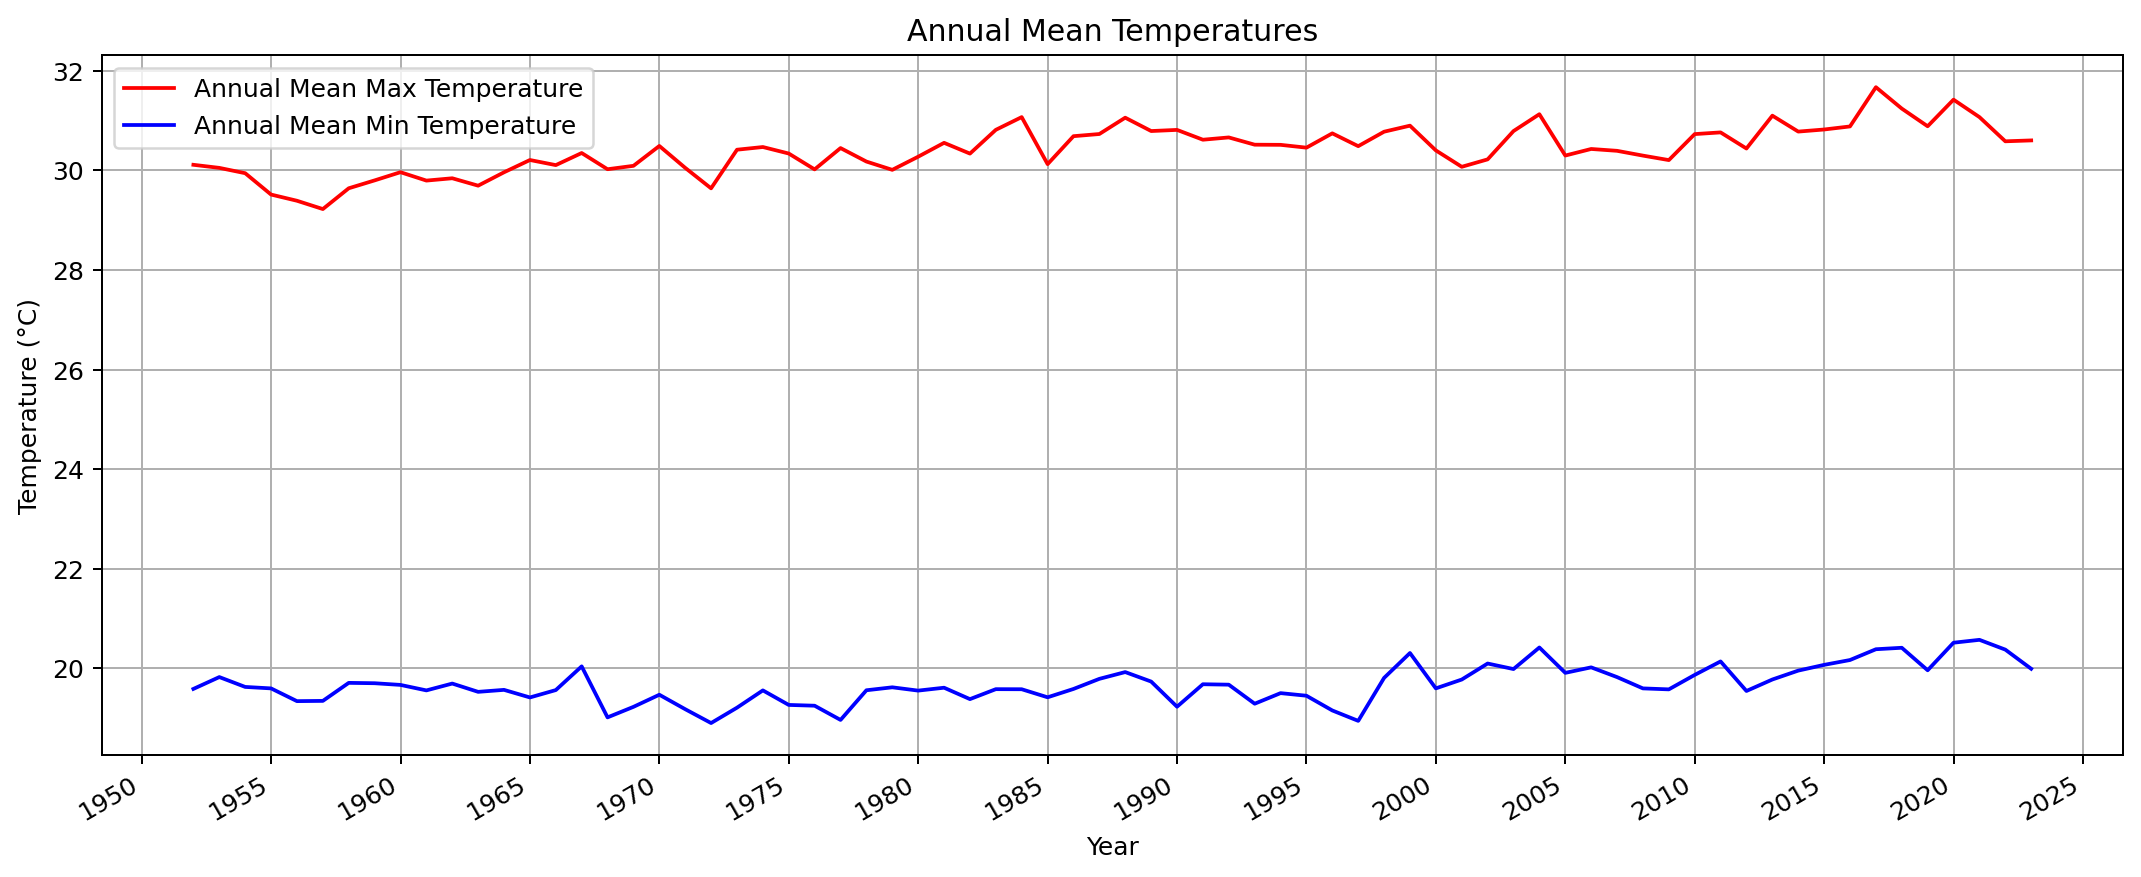 Annual Mean Temperatures
32
Annual Mean Max Temperature
Annual Mean Min Temperature
30
28
26
24
22
20
Temperature (°C)
1950 1955 1960 1965 1970 1975 1980 1985 1990 1995 2000 2005 2010 2015 2020 2025
Year